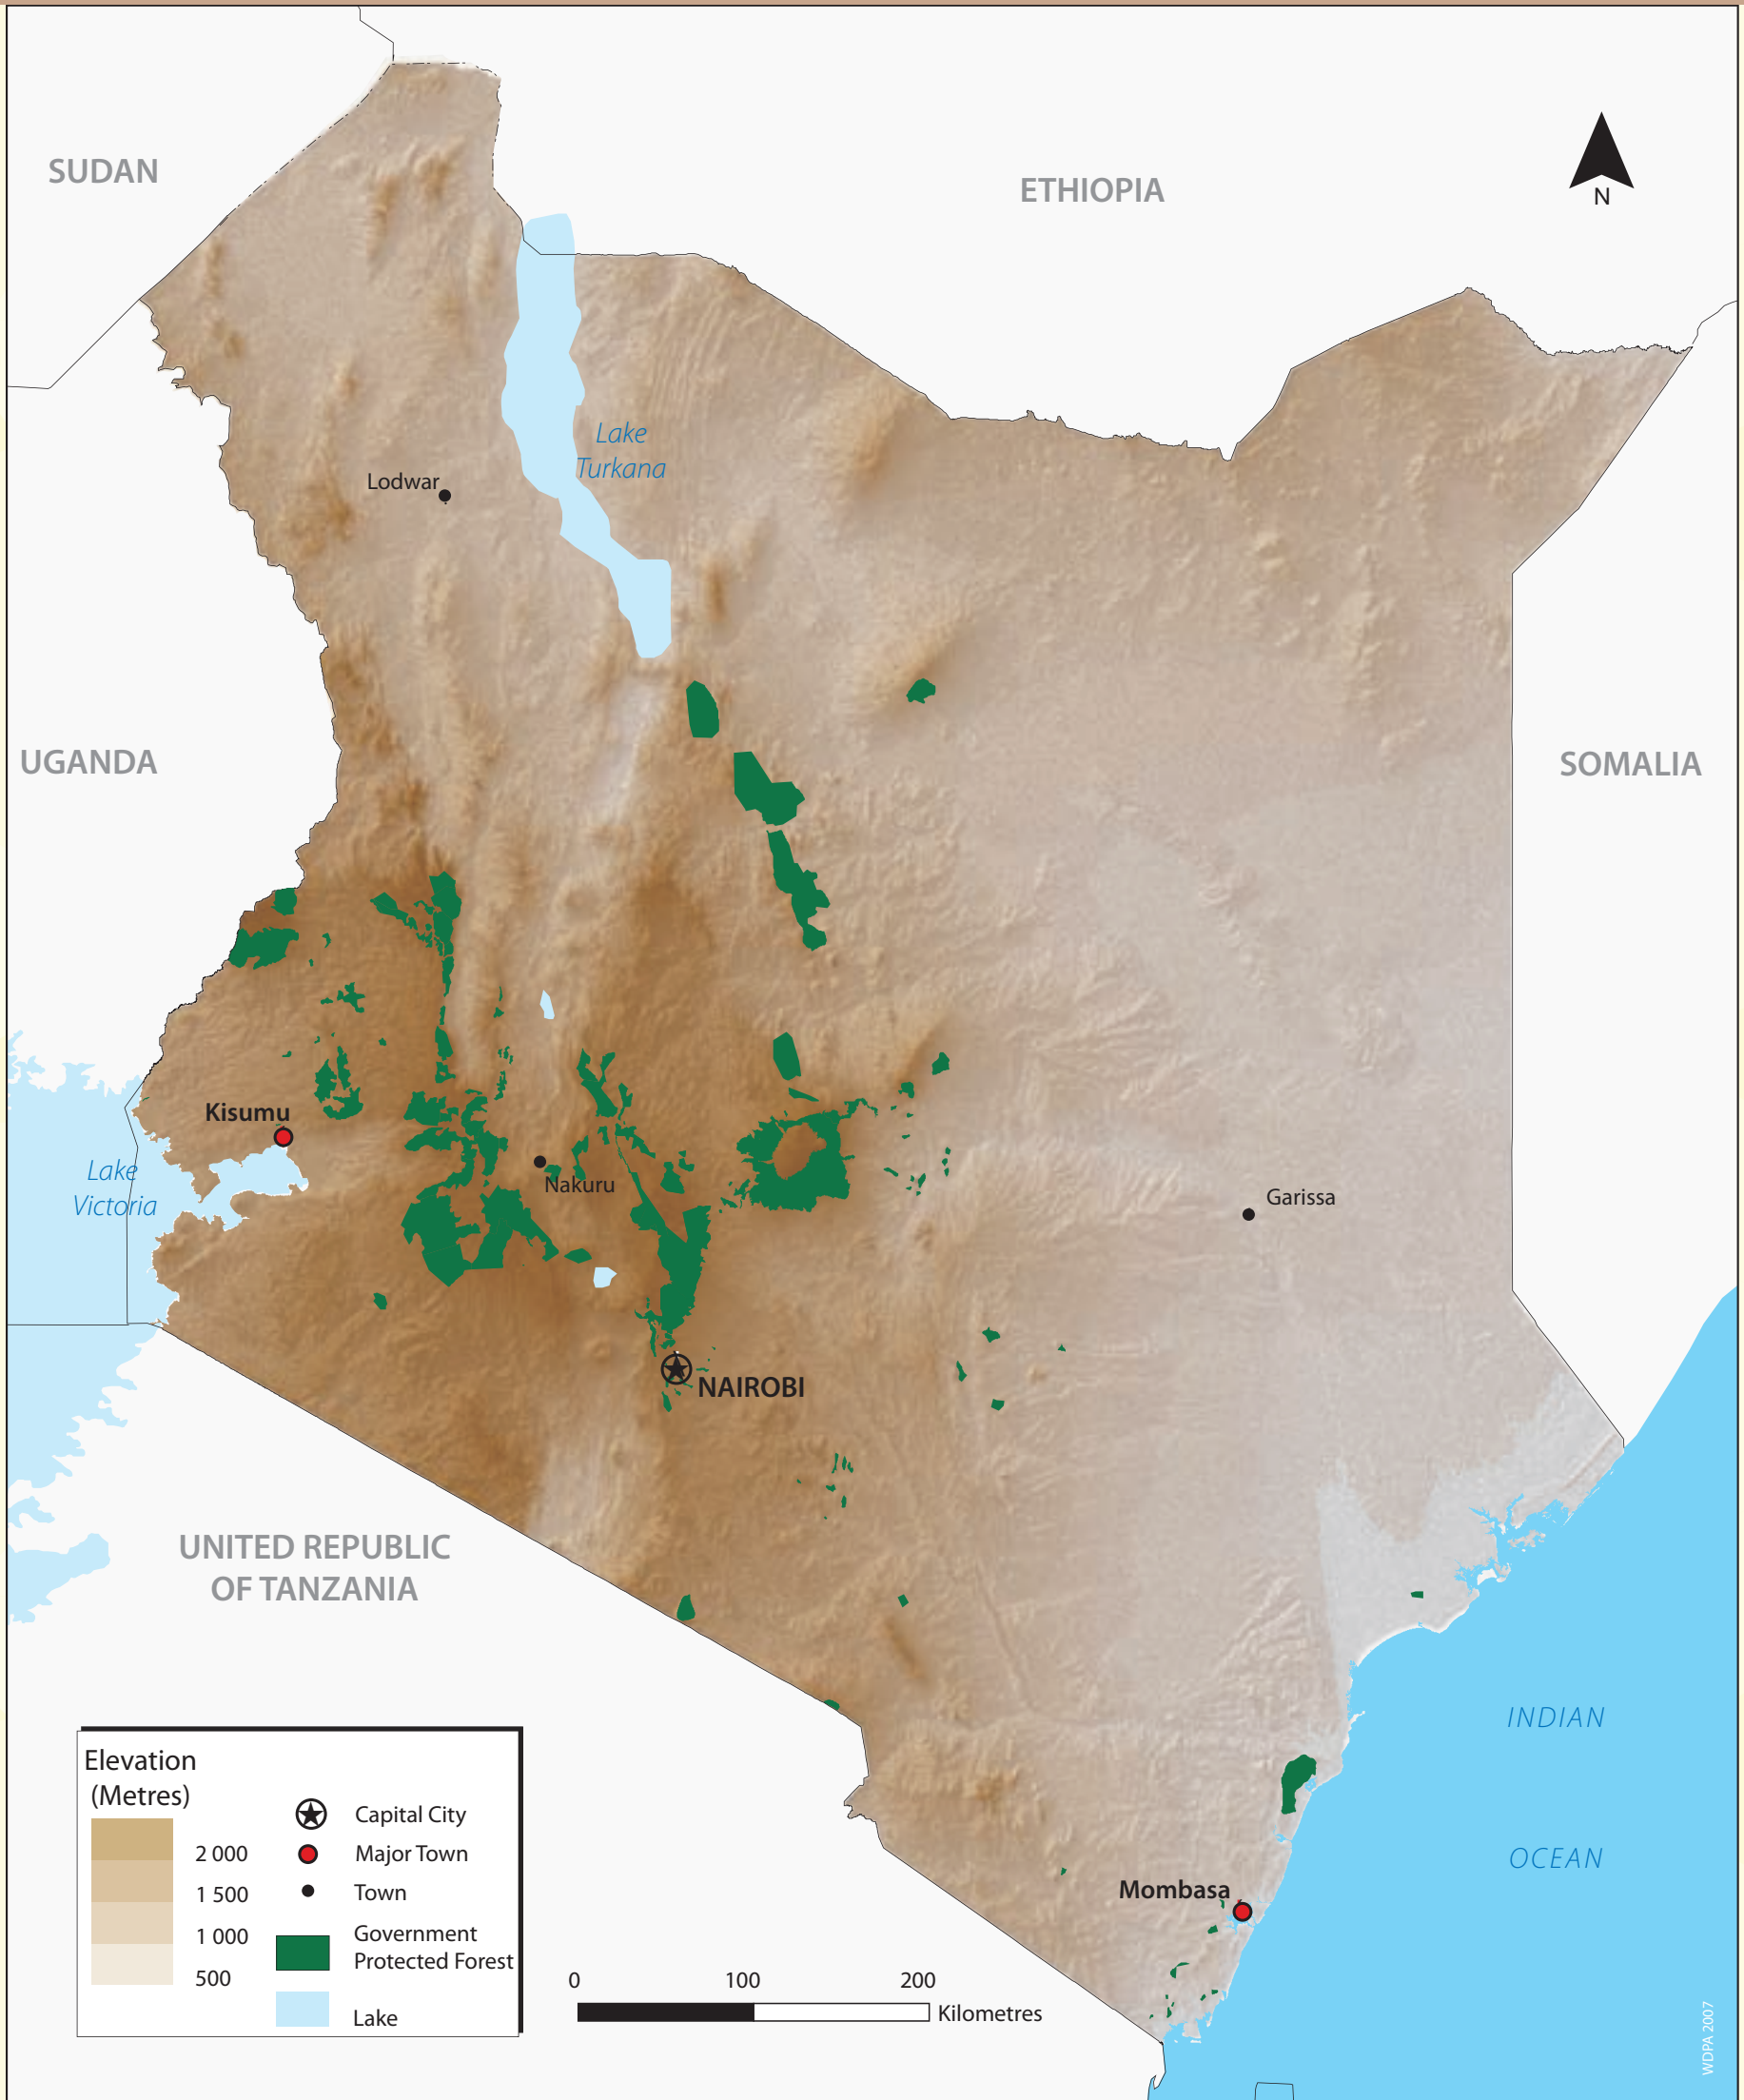 SUDAN
ETHIOPIA
N
Lake
Turkana
Lodwar
UGANDA
SOMALIA
Kisumu
Lake
Victoria
Nakuru
Garissa
NAIROBI
UNITED REPUBLIC
OF TANZANIA
INDIAN
OCEAN
Mombasa
Elevation
(Metres)
2 000
1 500
1 000
500
Capital City
Major Town
Town
Government
Protected Forest
Lake
0 100 200
Kilometres
WDPA 2007